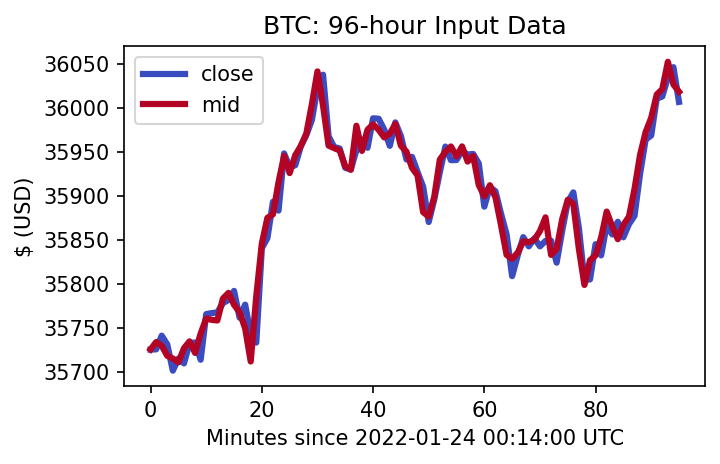 BTC: 96-hour Input Data
close
mid
$ (USD)
36050
36000
35950
35900
35850
35800
35750
35700
0 20 40 60 80
Minutes since 2022-01-24 00:14:00 UTC